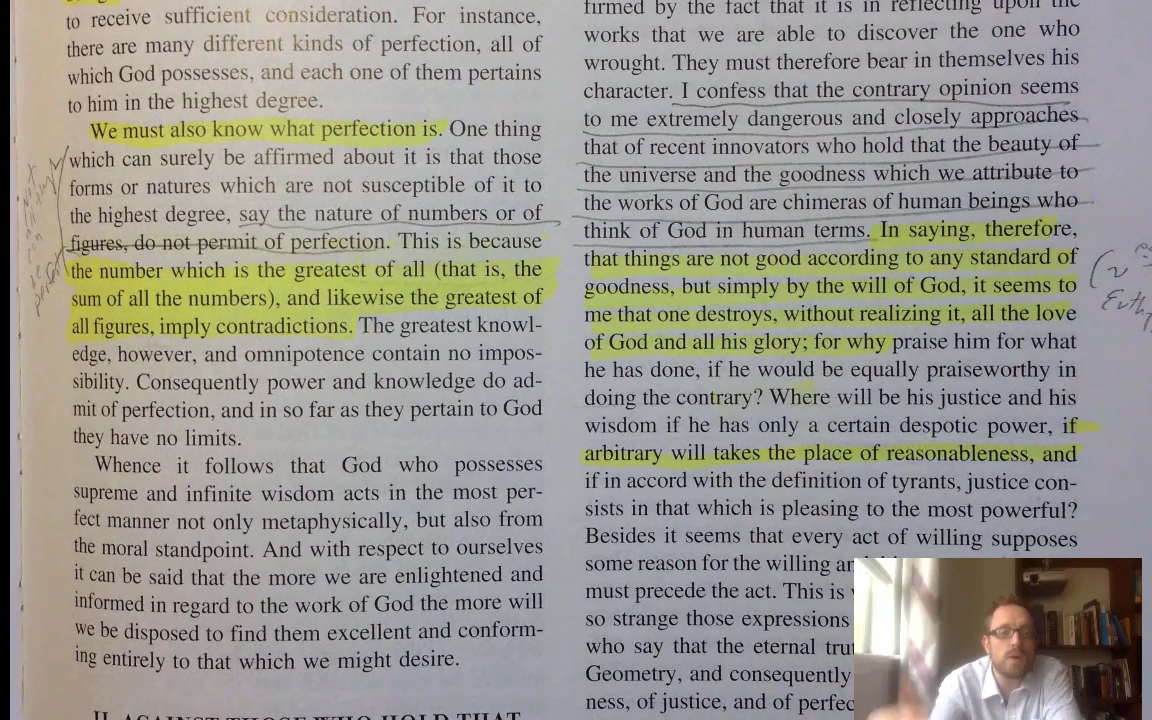 to receive sufficient consideration. For instance,
there are many different kinds of perfection, all of
which God possesses, and each one of them pertains
to him in the highest degree.
We must also know what perfection is. One thing
which can surely be affirmed about it is that those
forms or natures which are not susceptible of it to
the highest degree, say the nature of numbers or of
figures, do not permit of perfection. This is because
the number which is the greatest of all (that is, the
sum of all the numbers), and likewise the greatest of
all figures, imply contradictions. The greatest knowl-
edge, however, and omnipotence contain no impos-
sibility. Consequently power and knowledge do ad-
mit of perfection, and in so far as they pertain to God
they have no limits.
Whence it follows that God who possesses
supreme and infinite wisdom acts in the most per-
fect manner not only metaphysically, but also from
the moral standpoint. And with respect to ourselves
it can be said that the more we are enlightened and
informed in regard to the work of God the more will
we be disposed to find them excellent and conform-
ing entirely to that which we might desire.
II. AGAINST THOSE WHO HOLD THAT
firmed by the fact that it is in reflecting upon the
works that we are able to discover the one who
wrought. They must therefore bear in themselves his
character. I confess that the contrary opinion seems
to me extremely dangerous and closely approaches
that of recent innovators who hold that the beauty of
the universe and the goodness which we attribute to
the works of God are chimeras of human beings who
think of God in human terms. In saying, therefore,
that things are not good according to any standard of
goodness, but simply by the will of God, it seems to
me that one destroys, without realizing it, all the love
of God and all his glory; for why praise him for what
he has done, if he would be equally praiseworthy in
doing the contrary? Where will be his justice and his
wisdom if he has only a certain despotic power, if
arbitrary will takes the place of reasonableness, and
if in accord with the definition of tyrants, justice con-
sists in that which is pleasing to the most powerful?
Besides it seems that every act of willing supposes
some reason for the willing an
must precede the act. This is
so strange those expressions
who say that the eternal tru
Geometry, and consequently
ness, of justice, and of perfec